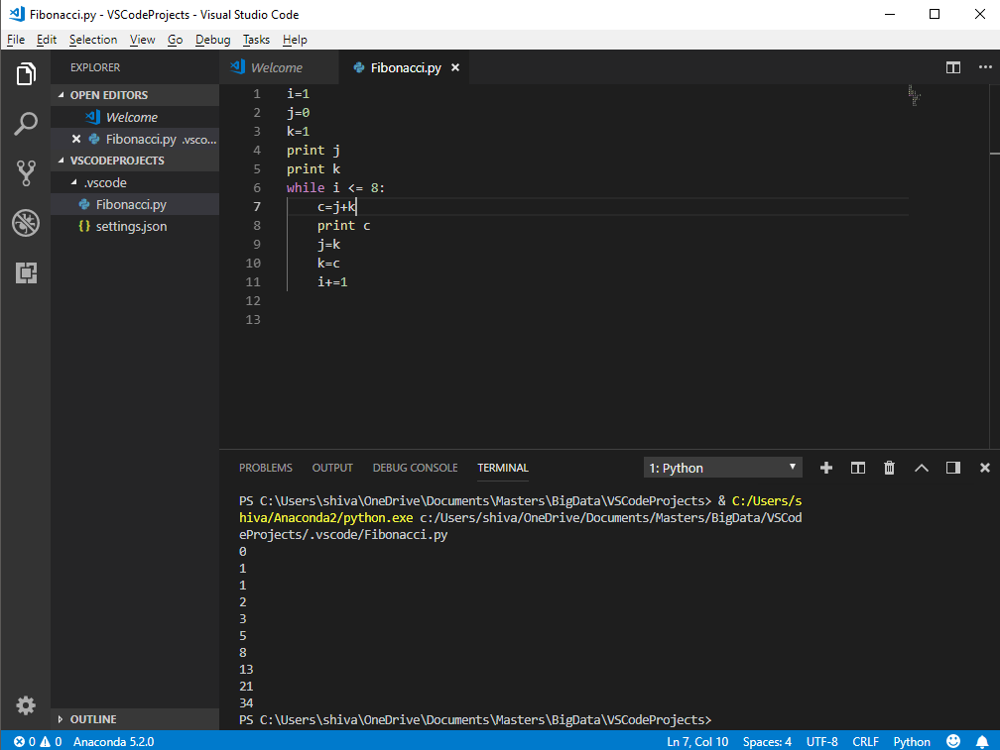 Fibonacci.py - VSCodeProjects - Visual Studio Code
File Edit Selection View Go Debug Tasks Help
EXPLORER
OPEN EDITORS
Welcome
Fibonacci.py .vsco...
VSCODEPROJECTS
.vscode
Fibonacci.py
{} settings.json
OUTLINE
Welcome Fibonacci.py
1 i=1
2 j=0
3 k=1
4 print j
5 print k
6 while i <= 8:
7 c=j+k
8 print c
9 j=k
10 k=c
11 i+=1
12
13
PROBLEMS OUTPUT DEBUG CONSOLE TERMINAL 1: Python
PS C:\Users\shiva\OneDrive\Documents\Masters\BigData\VSCodeProjects> & C:/Users/s
hiva/Anaconda2/python.exe c:/Users/shiva/OneDrive/Documents/Masters/BigData/VSCod
eProjects/.vscode/Fibonacci.py
0
1
1
2
3
5
8
13
21
34
PS C:\Users\shiva\OneDrive\Documents\Masters\BigData\VSCodeProjects>
0 0 Anaconda 5.2.0 Ln 7, Col 10 Spaces: 4 UTF-8 CRLF Python